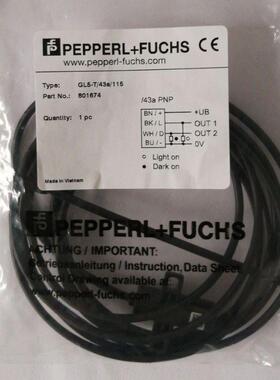 PEPPERL+FUCHS CE
pepperl-fuchs.com
Type: GL5-T/43a/115
Part No.: 801674
Quantity: 1 pc
/43a PNP
BN / +
+UB
BK / L
OUT 1
WH / D
OUT 2
BU / -
0V
Light on
Dark on
Made in Vietnam
PEPPERL+FUCHS
ACHTUNG / IMPORTANT:
Betriebsanleitung / Instruction, Data Sheet
Control Drawing available at:
www.pepperl-fuchs.com